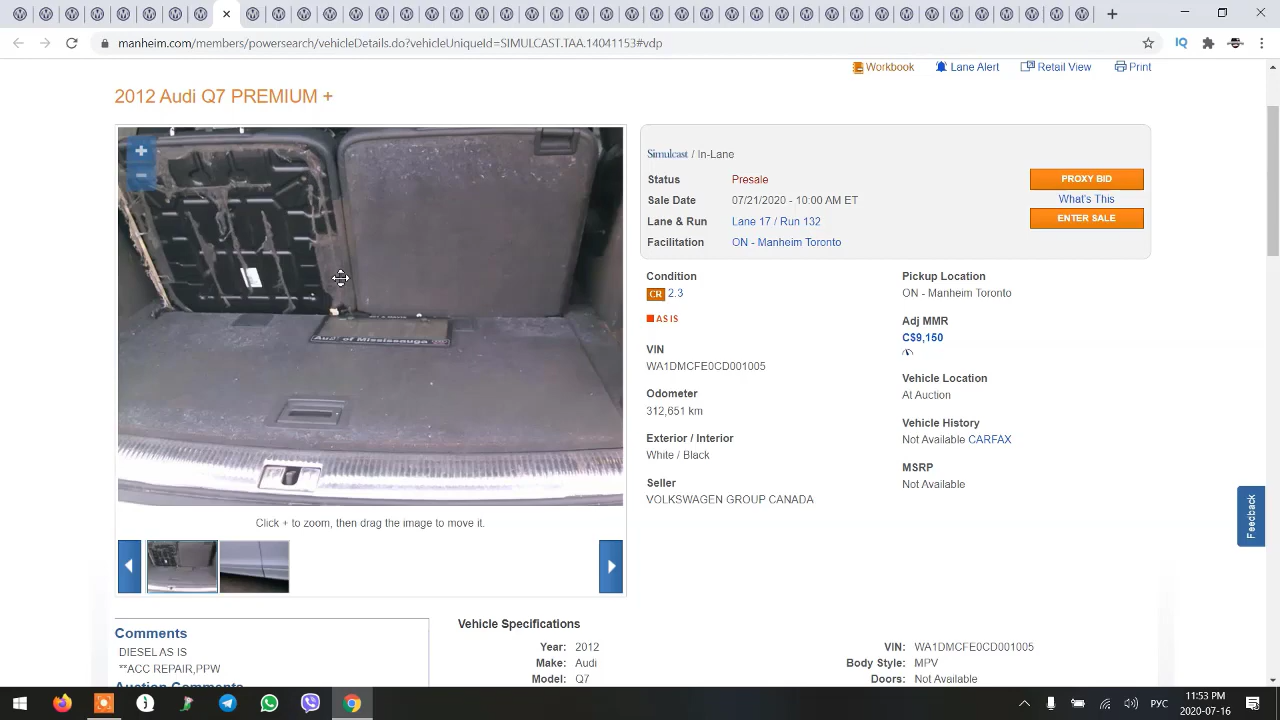 manheim.com/members/powersearch/vehicleDetails.do?vehicleUniqueId=SIMULCAST.TAA.14041153#vdp
Workbook
Lane Alert
Retail View
Print
2012 Audi Q7 PREMIUM +
Audi of Mississauga
Click + to zoom, then drag the image to move it.
Simulcast / In-Lane
Status Presale
Sale Date 07/21/2020 - 10:00 AM ET
Lane & Run Lane 17 / Run 132
Facilitation ON - Manheim Toronto
PROXY BID
What's This
ENTER SALE
Condition
CR 2.3
AS IS
VIN
WA1DMCFE0CD001005
Odometer
312,651 km
Exterior / Interior
White / Black
Seller
VOLKSWAGEN GROUP CANADA
Pickup Location
ON - Manheim Toronto
Adj MMR
C$9,150
Vehicle Location
At Auction
Vehicle History
Not Available CARFAX
MSRP
Not Available
Feedback
Comments
DIESEL AS IS
**ACC REPAIR,PPW
Auction Comments
Vehicle Specifications
Year: 2012
Make: Audi
Model: Q7
VIN: WA1DMCFE0CD001005
Body Style: MPV
Doors: Not Available
РУС
11:53 PM
2020-07-16